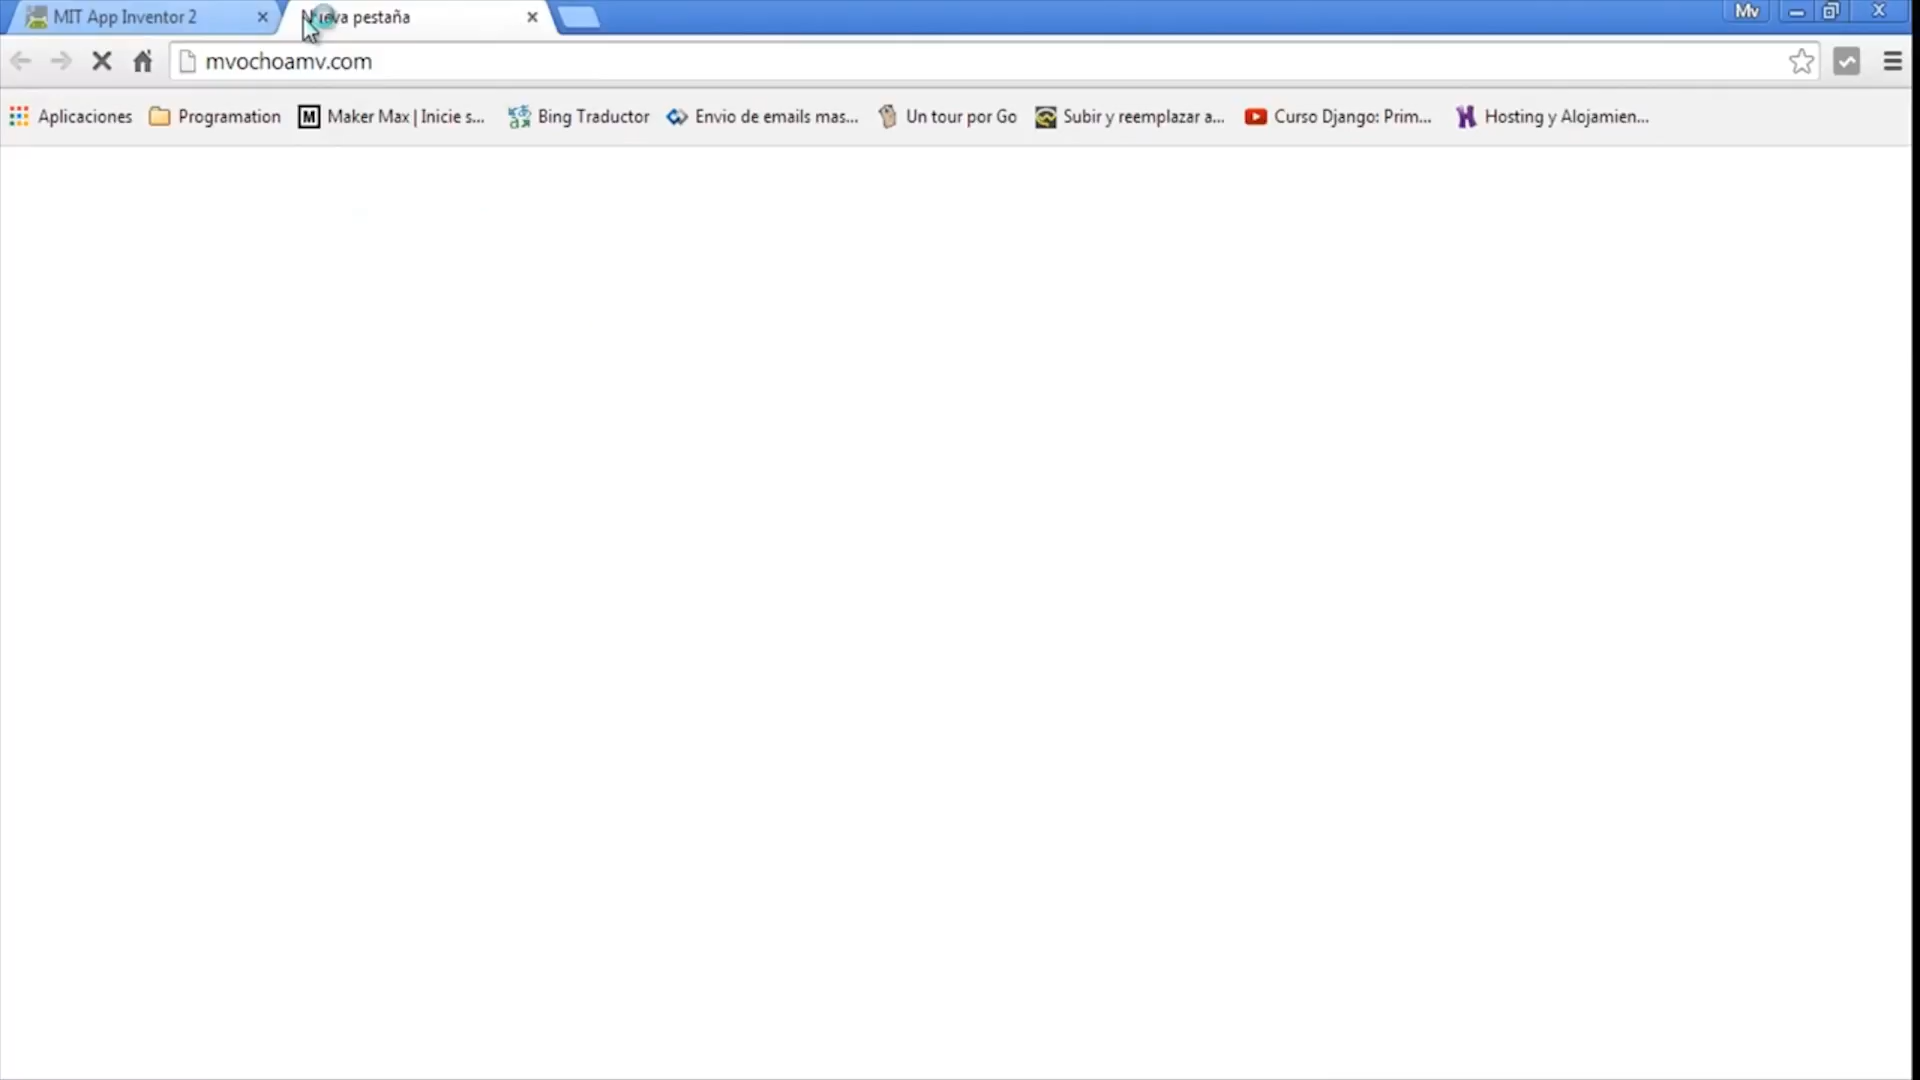 MIT App Inventor 2
Nueva pestaña
Mv
mvochoamv.com
Aplicaciones
Programation
Maker Max | Inicie s...
Bing Traductor
Envio de emails mas...
Un tour por Go
Subir y reemplazar a...
Curso Django: Prim...
Hosting y Alojamien...